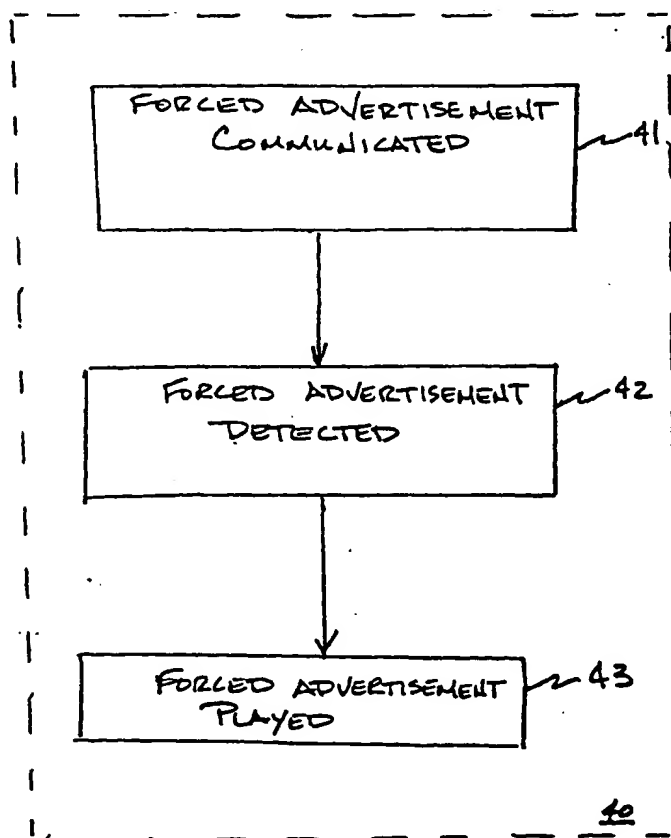 FORCED ADVERTISEMENT
COMMUNICATED
41
FORCED ADVERTISEMENT
DETECTED
42
FORCED ADVERTISEMENT
PLAYED
43
40